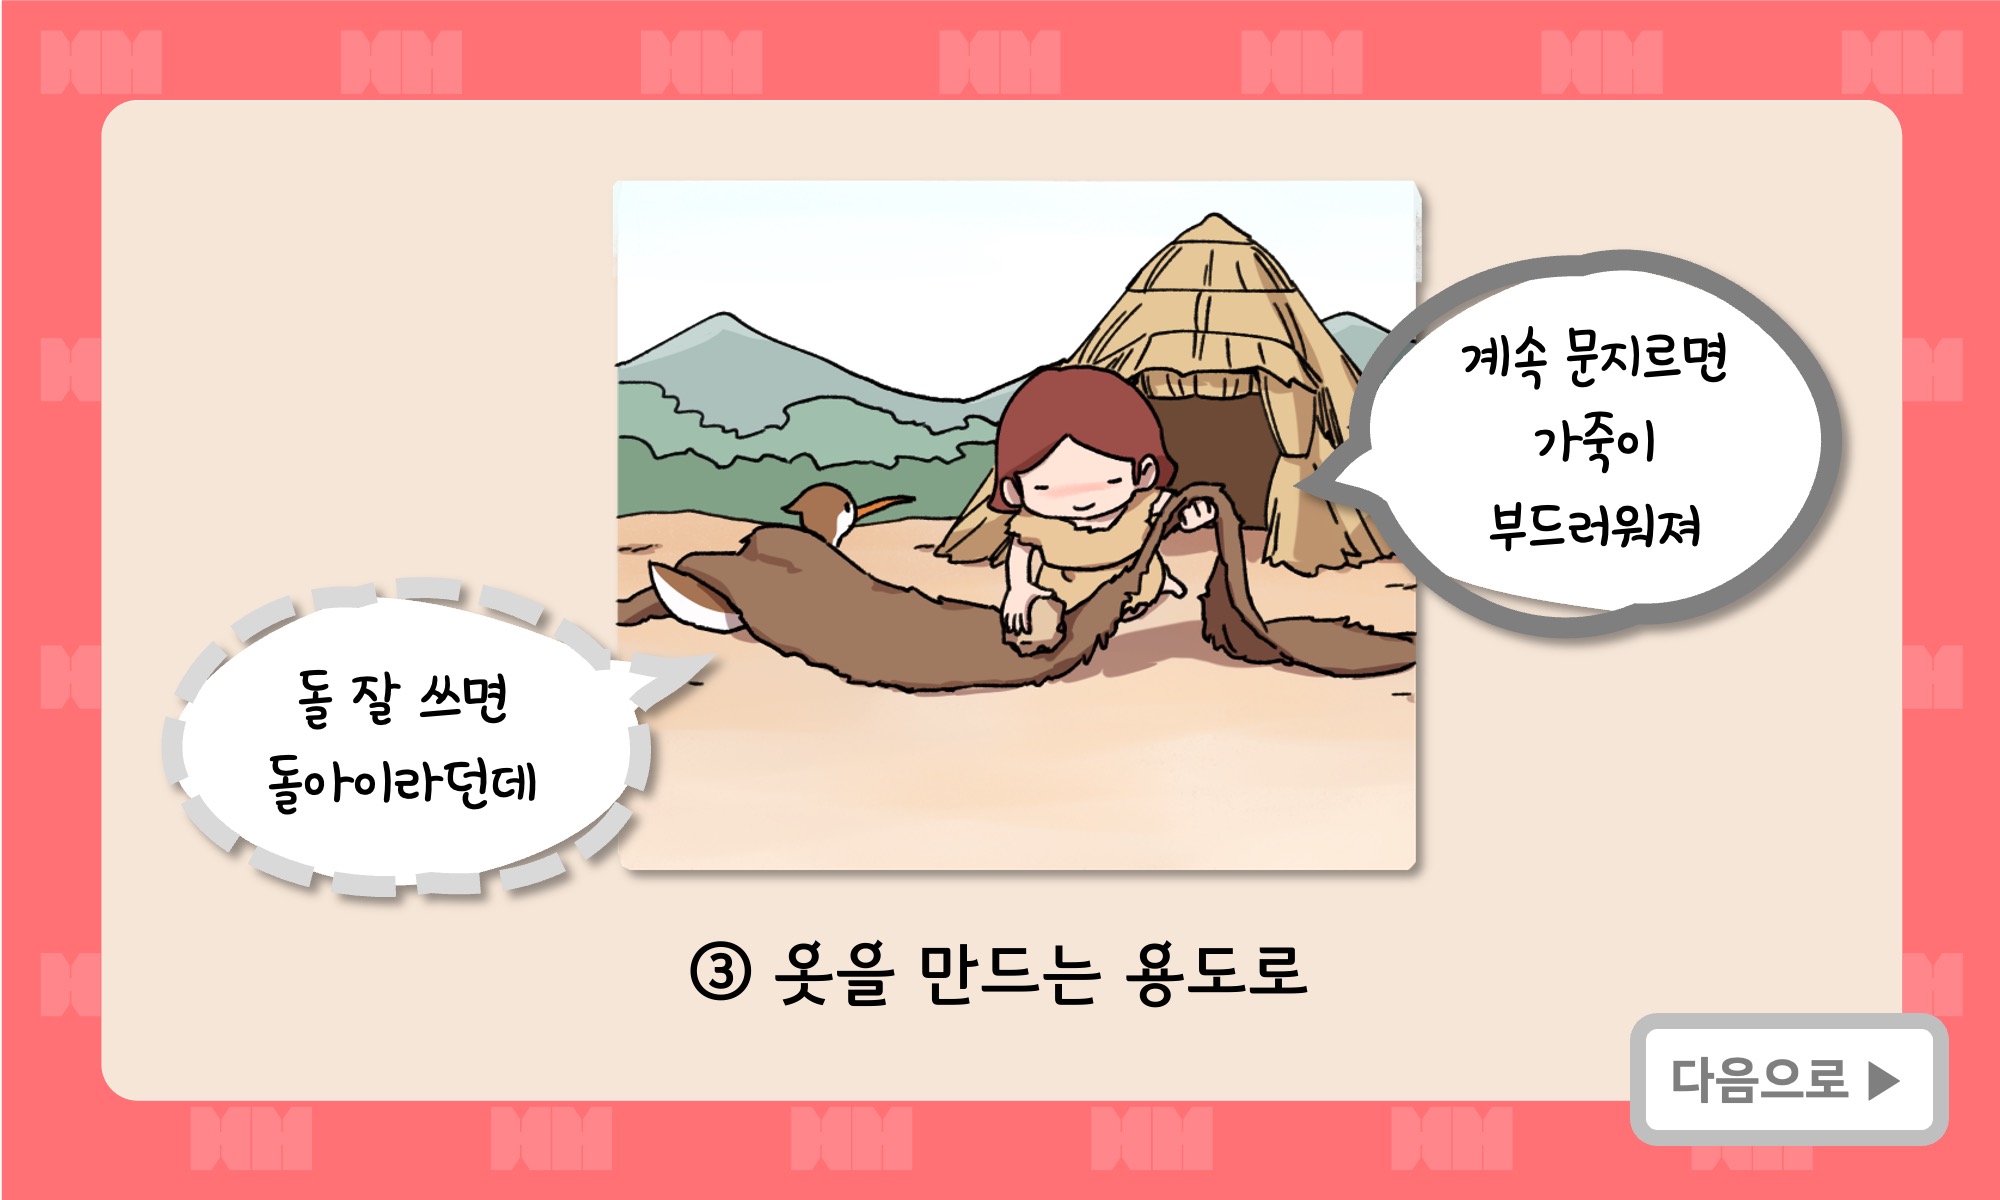 계속 문지르면
가죽이
부드러워져
돌 잘 쓰면
돌아이라던데
③ 옷을 만드는 용도로
다음으로 ▶